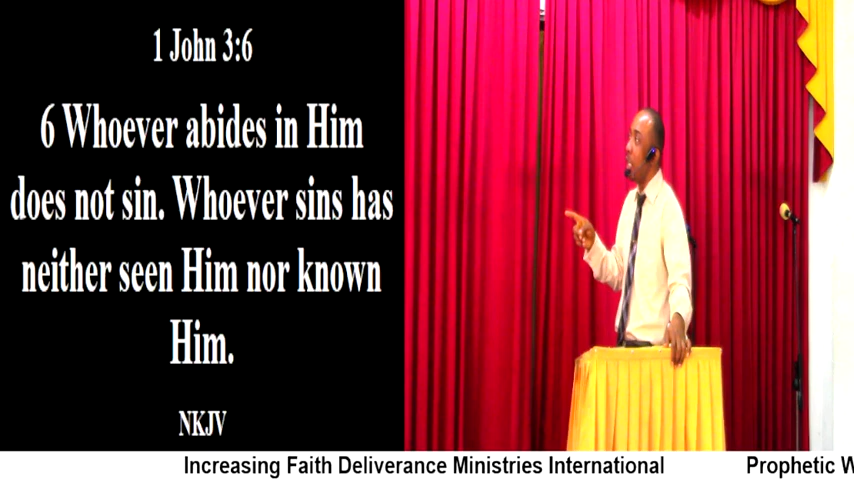 1 John 3:6
6 Whoever abides in Him
does not sin. Whoever sins has
neither seen Him nor known
Him.
NKJV
Increasing Faith Deliverance Ministries International Prophetic W